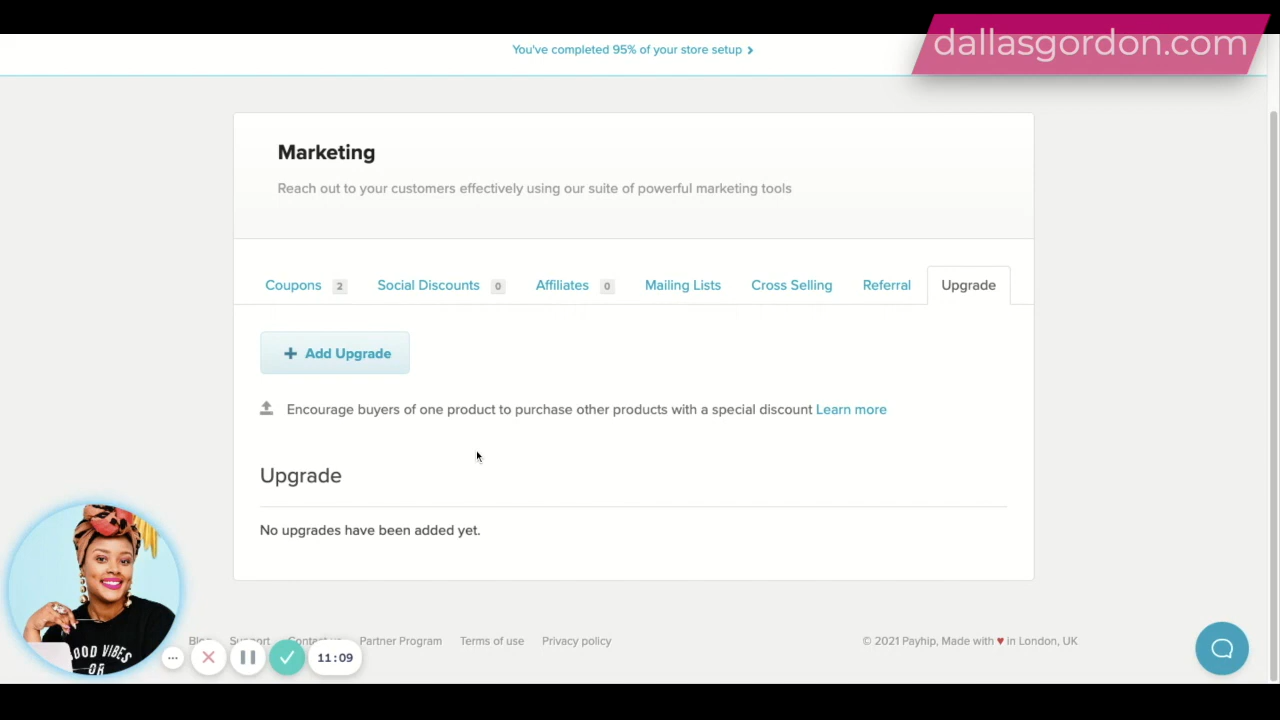 dallasgordon.com
You've completed 95% of your store setup
Marketing
Reach out to your customers effectively using our suite of powerful marketing tools
Coupons 2 Social Discounts 0 Affiliates 0 Mailing Lists Cross Selling Referral Upgrade
+ Add Upgrade
Encourage buyers of one product to purchase other products with a special discount Learn more
Upgrade
No upgrades have been added yet.
Support Partner Program Terms of use Privacy policy © 2021 Payhip, Made with ♥ in London, UK
11:09
VIBES
OR